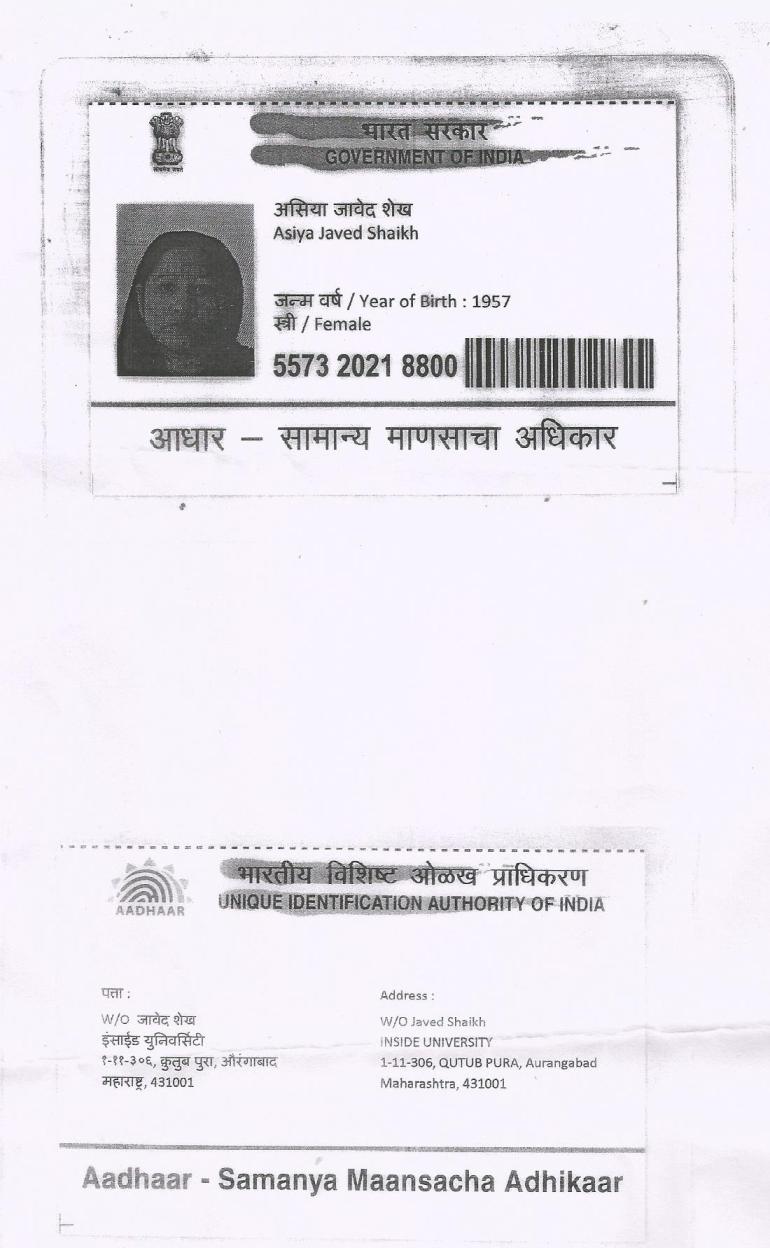 भारत सरकार
GOVERNMENT OF INDIA
असिया जावेद शेख
Asiya Javed Shaikh
जन्म वर्ष / Year of Birth : 1957
स्त्री / Female
5573 2021 8800
आधार – सामान्य माणसाचा अधिकार
भारतीय विशिष्ट ओळख प्राधिकरण
AADHAAR
UNIQUE IDENTIFICATION AUTHORITY OF INDIA
पत्ता :
W/O जावेद शेख
इंसाईड युनिवर्सिटी
१-११-३०६, कुतुब पुरा, औरंगाबाद
महाराष्ट्र, 431001
Address :
W/O Javed Shaikh
INSIDE UNIVERSITY
1-11-306, QUTUB PURA, Aurangabad
Maharashtra, 431001
Aadhaar - Samanya Maansacha Adhikaar